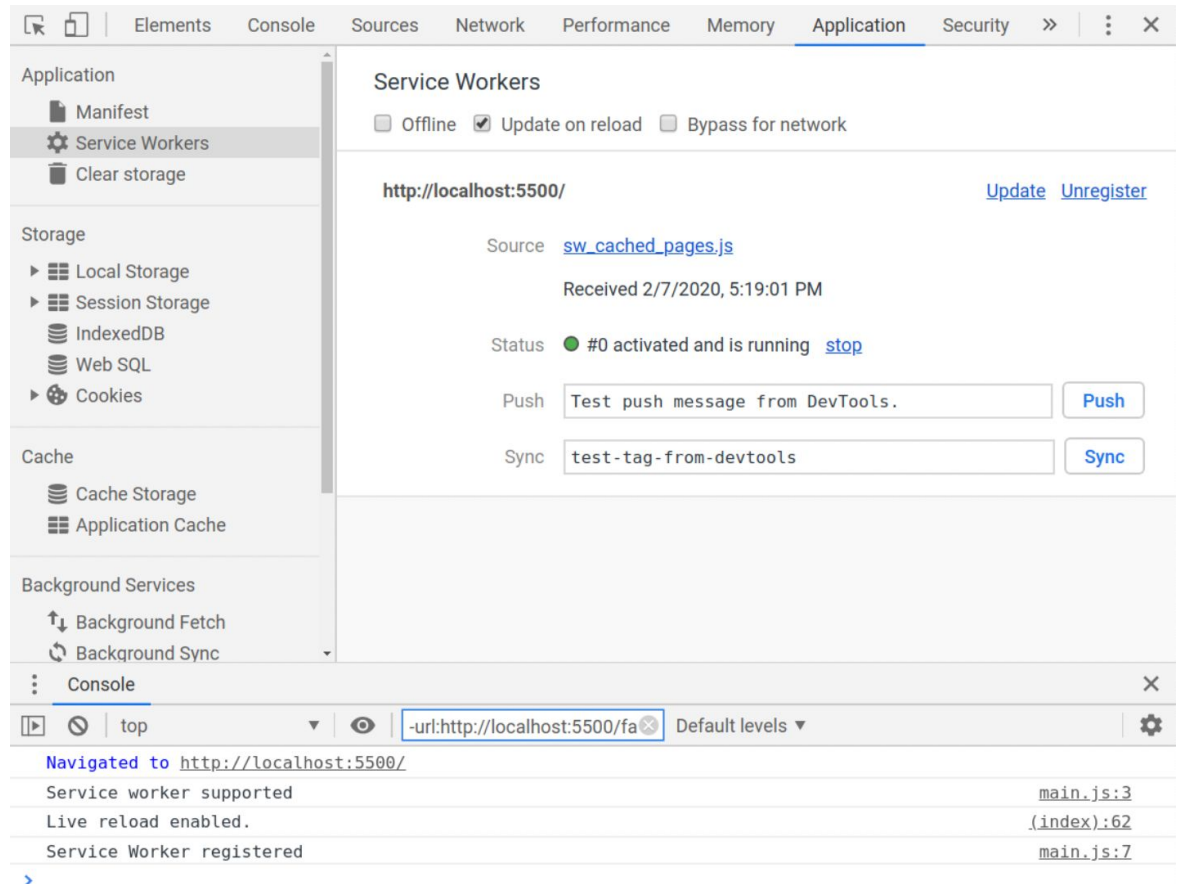 Elements Console Sources Network Performance Memory Application Security »
Application
Manifest
Service Workers
Clear storage
Storage
Local Storage
Session Storage
IndexedDB
Web SQL
Cookies
Cache
Cache Storage
Application Cache
Background Services
Background Fetch
Background Sync
Service Workers
Offline Update on reload Bypass for network
http://localhost:5500/ Update Unregister
Source sw_cached_pages.js
Received 2/7/2020, 5:19:01 PM
Status #0 activated and is running stop
Push Test push message from DevTools. Push
Sync test-tag-from-devtools Sync
Console
top -url:http://localhost:5500/fa Default levels
Navigated to http://localhost:5500/
Service worker supported main.js:3
Live reload enabled. (index):62
Service Worker registered main.js:7